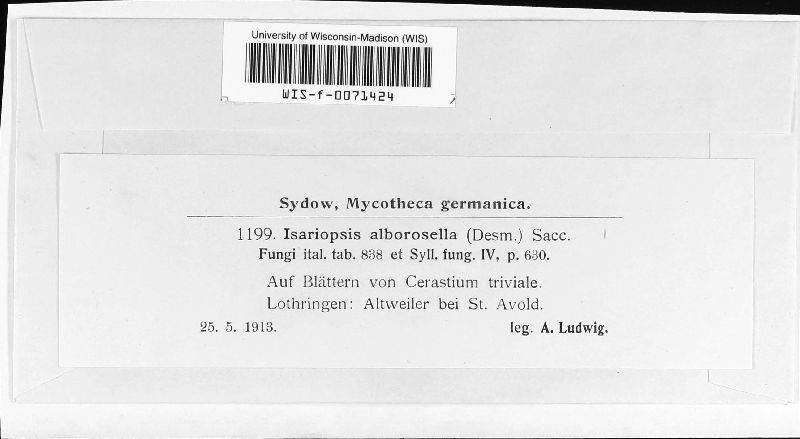 University of Wisconsin-Madison (WIS)
WIS-f-0071424
Sydow, Mycotheca germanica.
1199. Isariopsis alborosella (Desm.) Sacc.
Fungi ital. tab. 838 et Syll. fung. IV, p. 630.
Auf Blättern von Cerastium triviale.
Lothringen: Altweiler bei St. Avold.
25. 5. 1913. leg. A. Ludwig.